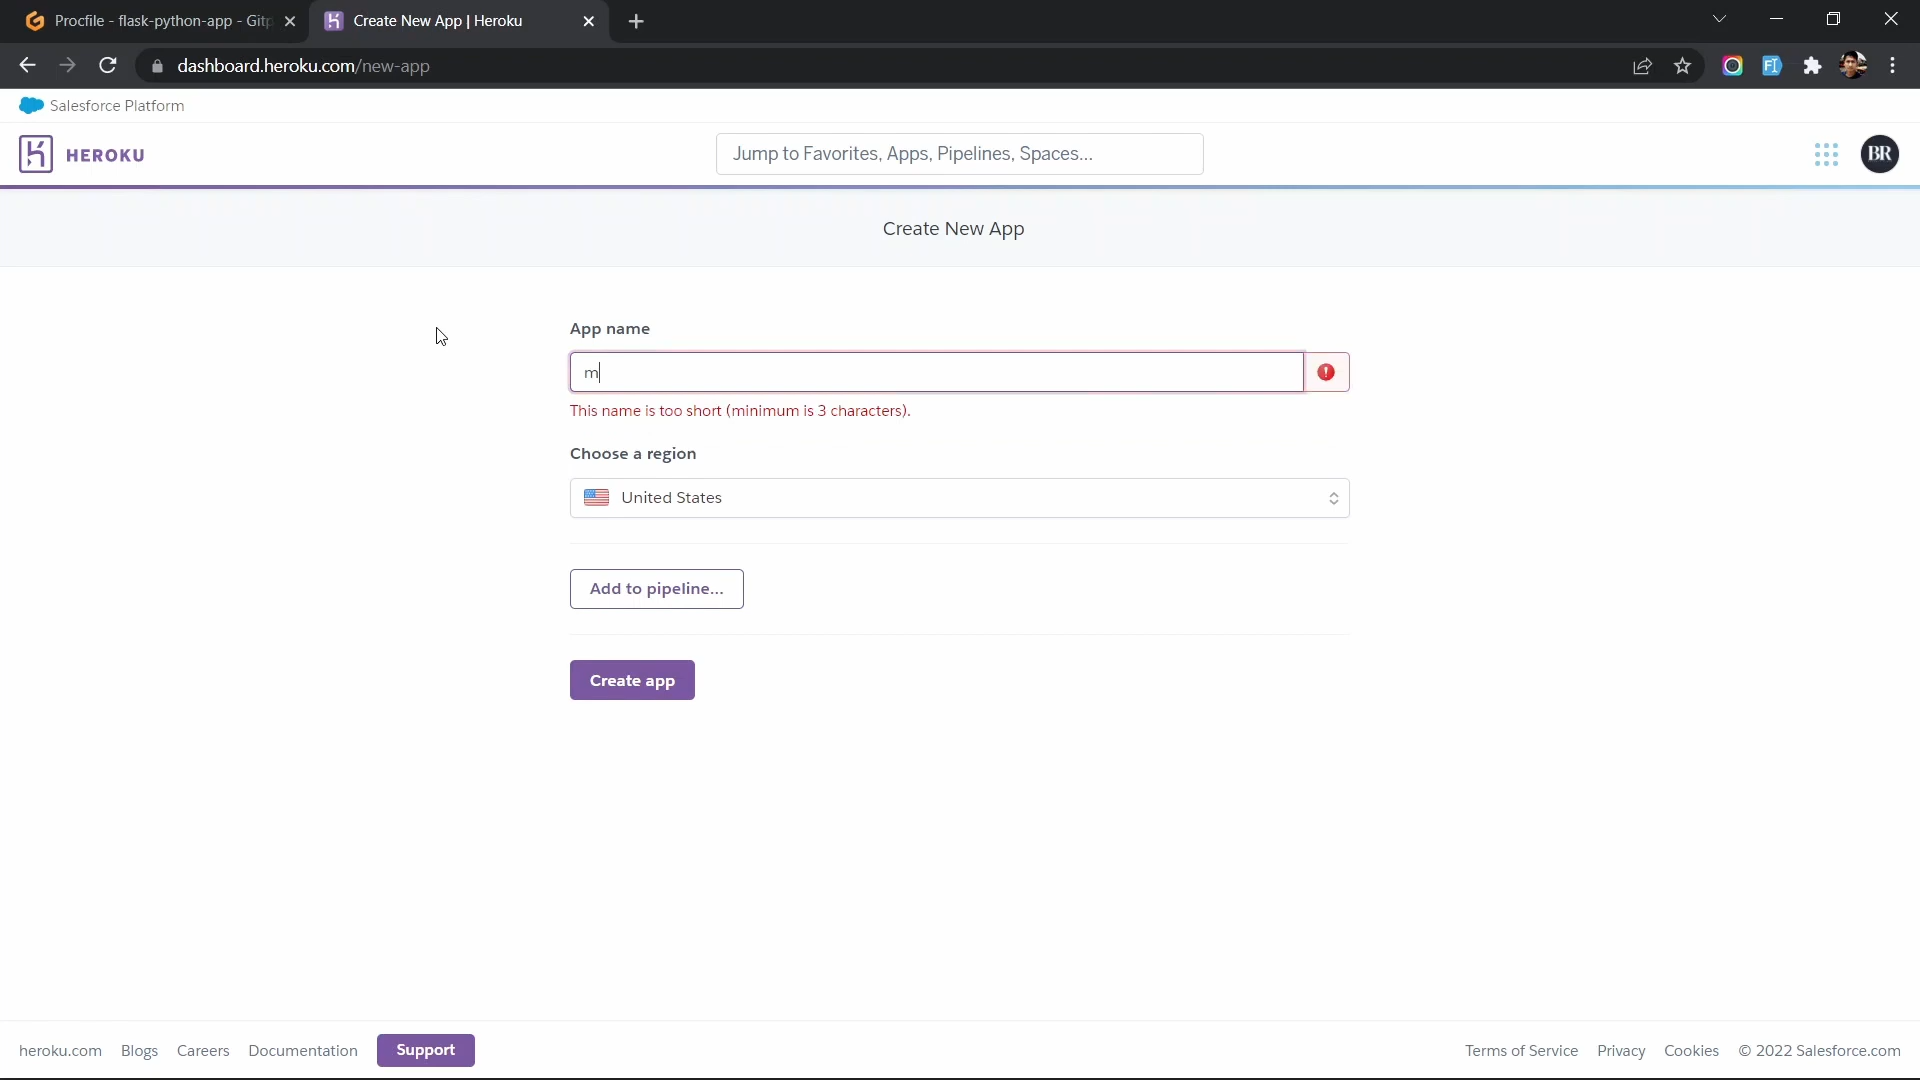 Procfile - flask-python-app - Gitp
Create New App | Heroku
dashboard.heroku.com/new-app
Salesforce Platform
HEROKU
Jump to Favorites, Apps, Pipelines, Spaces...
BR
Create New App
App name
m
This name is too short (minimum is 3 characters).
Choose a region
United States
Add to pipeline...
Create app
heroku.com Blogs Careers Documentation Support Terms of Service Privacy Cookies © 2022 Salesforce.com